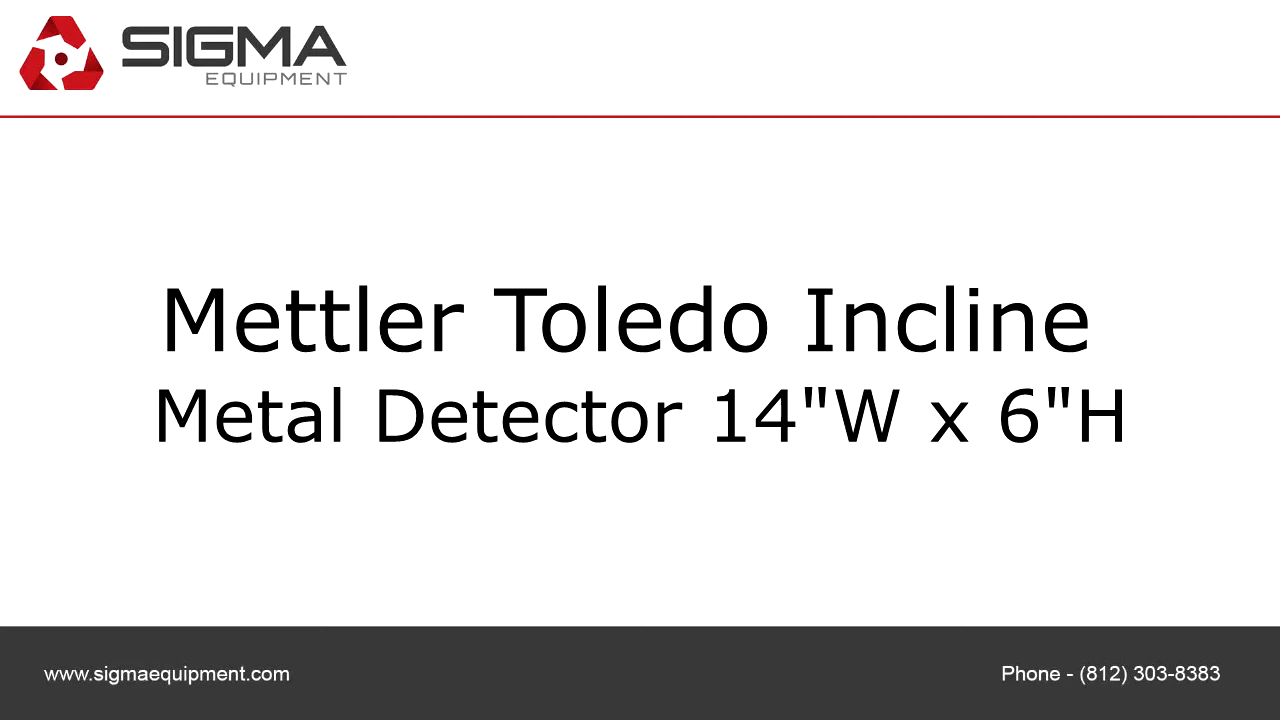 SIGMA
EQUIPMENT
Mettler Toledo Incline
Metal Detector 14"W x 6"H
www.sigmaequipment.com
Phone - (812) 303-8383